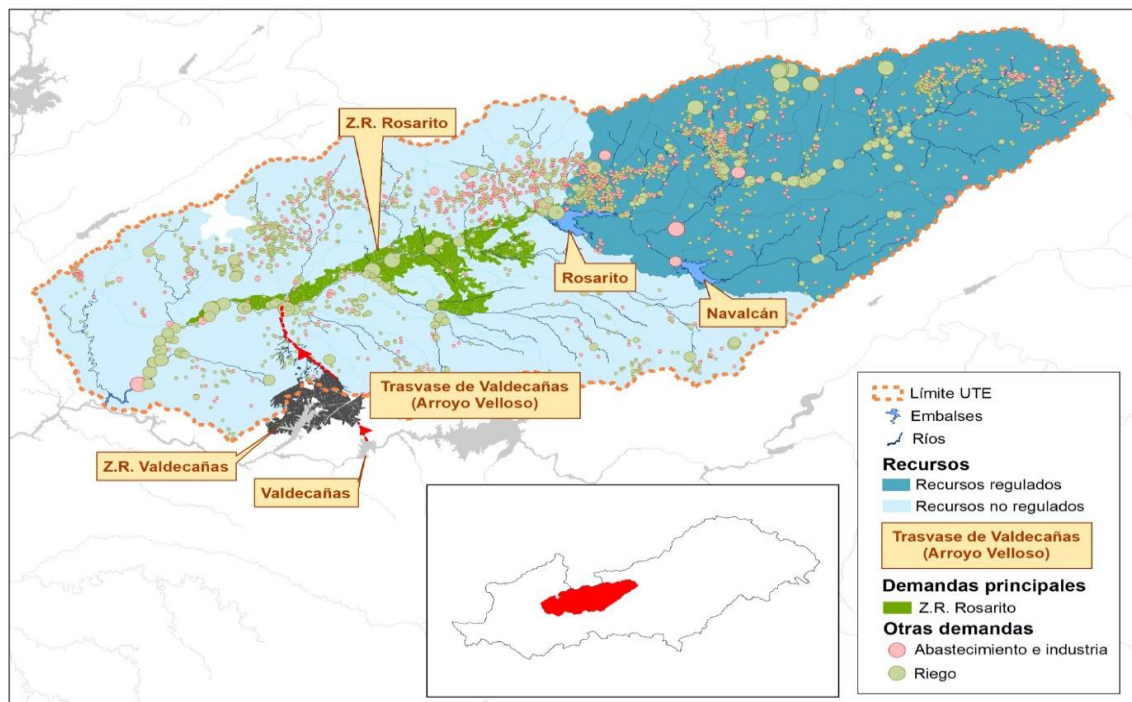 Z.R. Rosarito
Rosarito
Navalcán
Trasvase de Valdecañas
(Arroyo Velloso)
Z.R. Valdecañas
Valdecañas
Límite UTE
Embalses
Ríos
Recursos
Recursos regulados
Recursos no regulados
Trasvase de Valdecañas
(Arroyo Velloso)
Demandas principales
Z.R. Rosarito
Otras demandas
Abastecimiento e industria
Riego